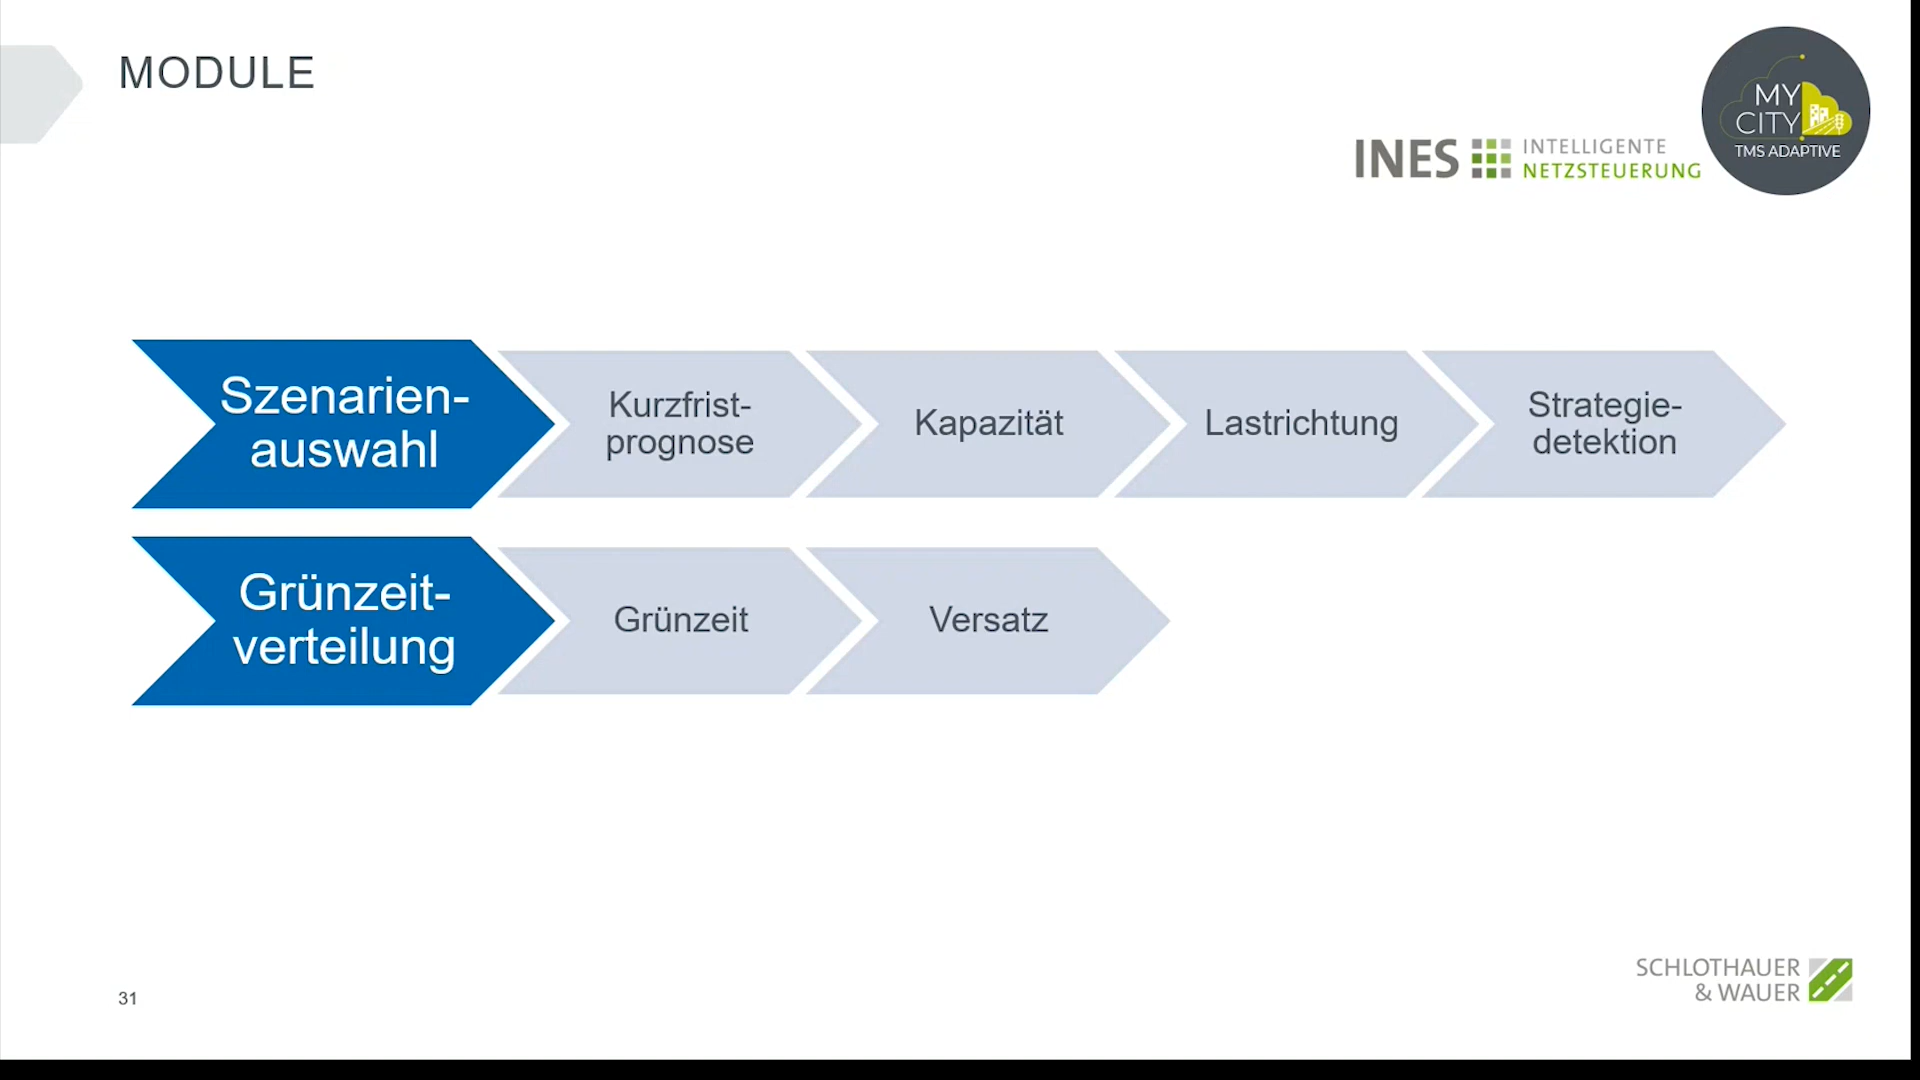 MODULE
INES INTELLIGENTE
NETZSTEUERUNG
MY
CITY
TMS ADAPTIVE
Szenarien-
auswahl
Kurzfrist-
prognose
Kapazität
Lastrichtung
Strategie-
detektion
Grünzeit-
verteilung
Grünzeit
Versatz
31
SCHLOTHAUER
& WAUER